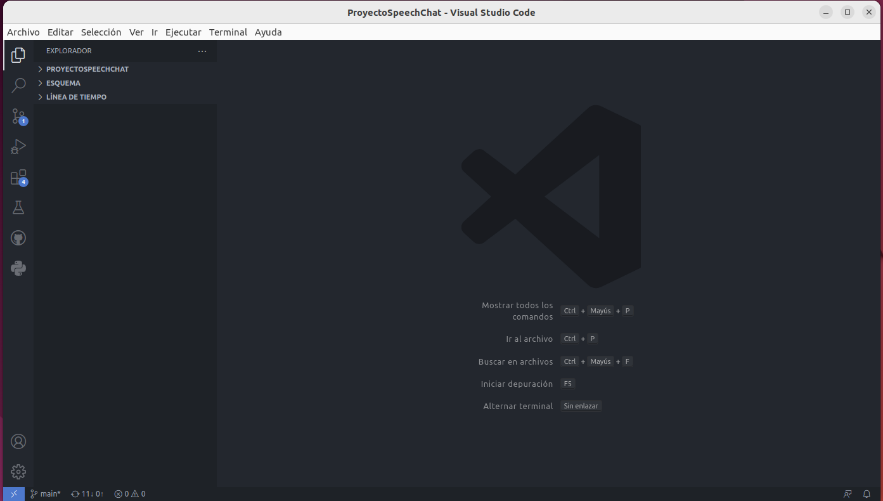 ProyectoSpeechChat - Visual Studio Code
Archivo Editar Selección Ver Ir Ejecutar Terminal Ayuda
EXPLORADOR
PROYECTOSPEECHCHAT
ESQUEMA
LÍNEA DE TIEMPO
1
4
Mostrar todos los
comandos
Ctrl + Mayús + P
Ir al archivo Ctrl + P
Buscar en archivos Ctrl + Mayús + F
Iniciar depuración F5
Alternar terminal Sin enlazar
main* 11↓ 0↑ 0 0